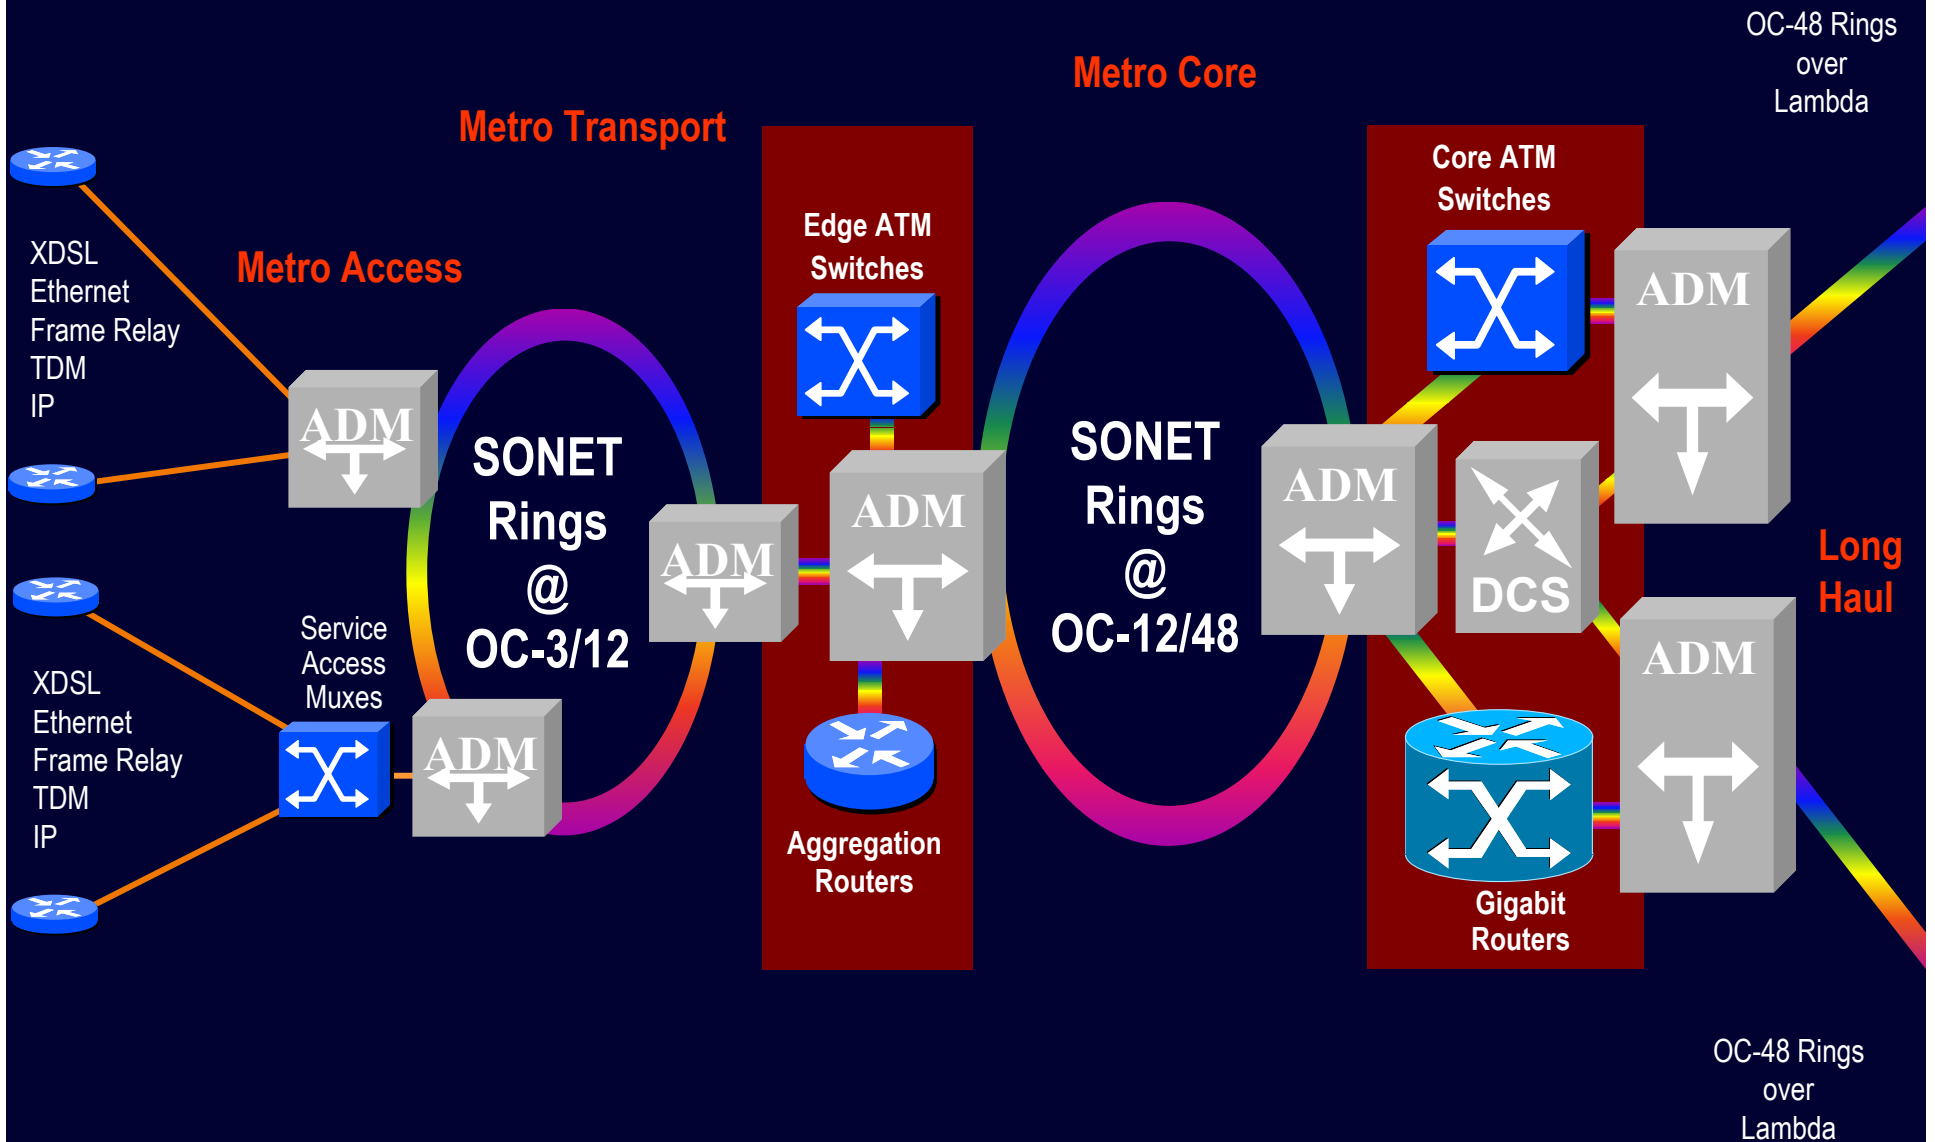 OC-48 Rings
over
Lambda
Metro Core
Metro Transport
Metro Access
XDSL
Ethernet
Frame Relay
TDM
IP
Edge ATM
Switches
Core ATM
Switches
ADM
ADM
SONET
Rings
@
OC-3/12
ADM
ADM
SONET
Rings
@
OC-12/48
ADM
DCS
Long
Haul
ADM
Service
Access
Muxes
XDSL
Ethernet
Frame Relay
TDM
IP
ADM
Aggregation
Routers
Gigabit
Routers
OC-48 Rings
over
Lambda